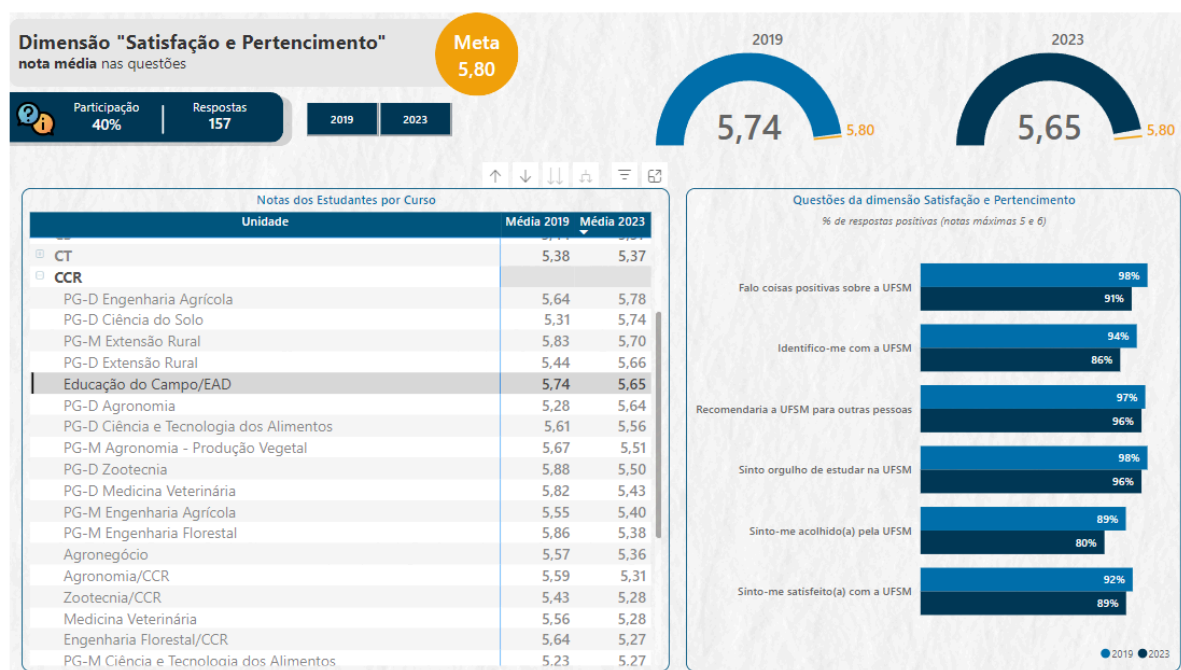 Dimensão "Satisfação e Pertencimento"
nota média nas questões
Meta
5,80
Participação
40%
Respostas
157
2019
2023
2019
5,74
5,80
2023
5,65
5,80
Notas dos Estudantes por Curso
Unidade Média 2019 Média 2023
CT 5,38 5,37
CCR
PG-D Engenharia Agrícola 5,64 5,78
PG-D Ciência do Solo 5,31 5,74
PG-M Extensão Rural 5,83 5,70
PG-D Extensão Rural 5,44 5,66
Educação do Campo/EAD 5,74 5,65
PG-D Agronomia 5,28 5,64
PG-D Ciência e Tecnologia dos Alimentos 5,61 5,56
PG-M Agronomia - Produção Vegetal 5,67 5,51
PG-D Zootecnia 5,88 5,50
PG-D Medicina Veterinária 5,82 5,43
PG-M Engenharia Agrícola 5,55 5,40
PG-M Engenharia Florestal 5,86 5,38
Agronegócio 5,57 5,36
Agronomia/CCR 5,59 5,31
Zootecnia/CCR 5,43 5,28
Medicina Veterinária 5,56 5,28
Engenharia Florestal/CCR 5,64 5,27
PG-M Ciência e Tecnologia dos Alimentos 5,23 5,27
Questões da dimensão Satisfação e Pertencimento
% de respostas positivas (notas máximas 5 e 6)
Falo coisas positivas sobre a UFSM
98%
91%
Identifico-me com a UFSM
94%
86%
Recomendaria a UFSM para outras pessoas
97%
96%
Sinto orgulho de estudar na UFSM
98%
96%
Sinto-me acolhido(a) pela UFSM
89%
80%
Sinto-me satisfeito(a) com a UFSM
92%
89%
2019 2023